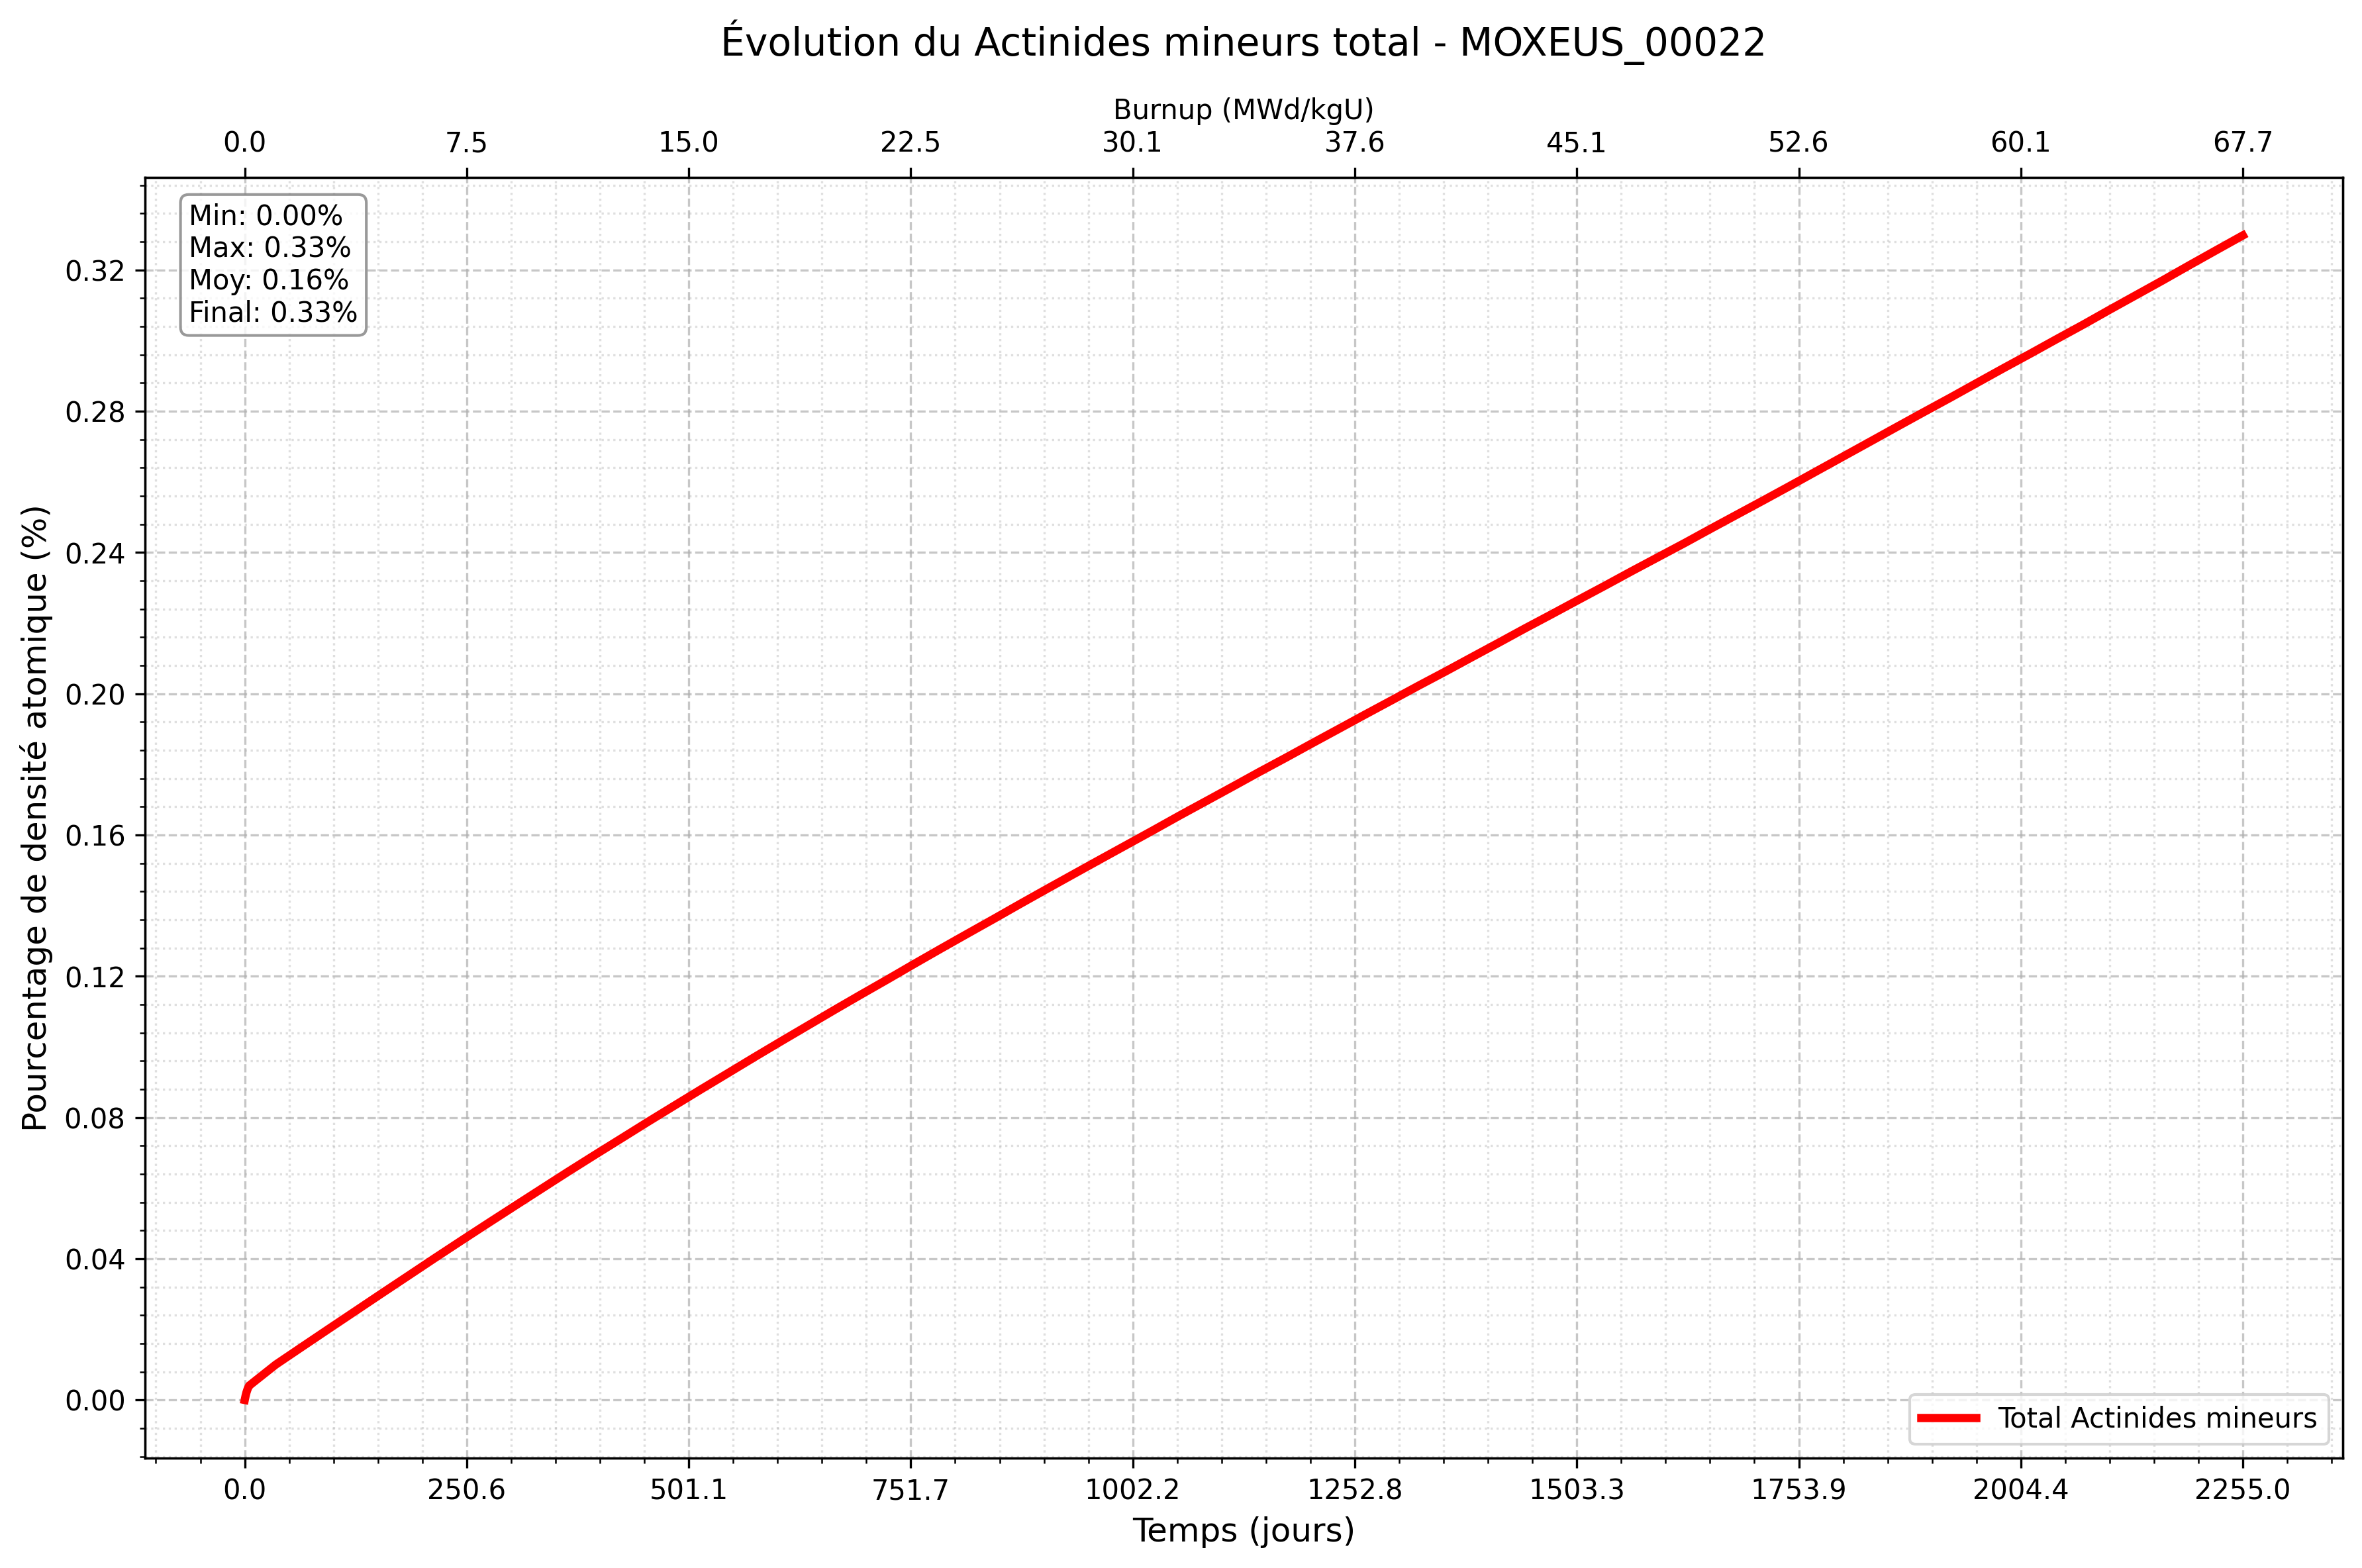 Évolution du Actinides mineurs total - MOXEUS_00022
Burnup (MWd/kgU)
0.0 7.5 15.0 22.5 30.1 37.6 45.1 52.6 60.1 67.7
Min: 0.00%
Max: 0.33%
Moy: 0.16%
Final: 0.33%
Pourcentage de densité atomique (%)
0.32
0.28
0.24
0.20
0.16
0.12
0.08
0.04
0.00
Total Actinides mineurs
0.0 250.6 501.1 751.7 1002.2 1252.8 1503.3 1753.9 2004.4 2255.0
Temps (jours)